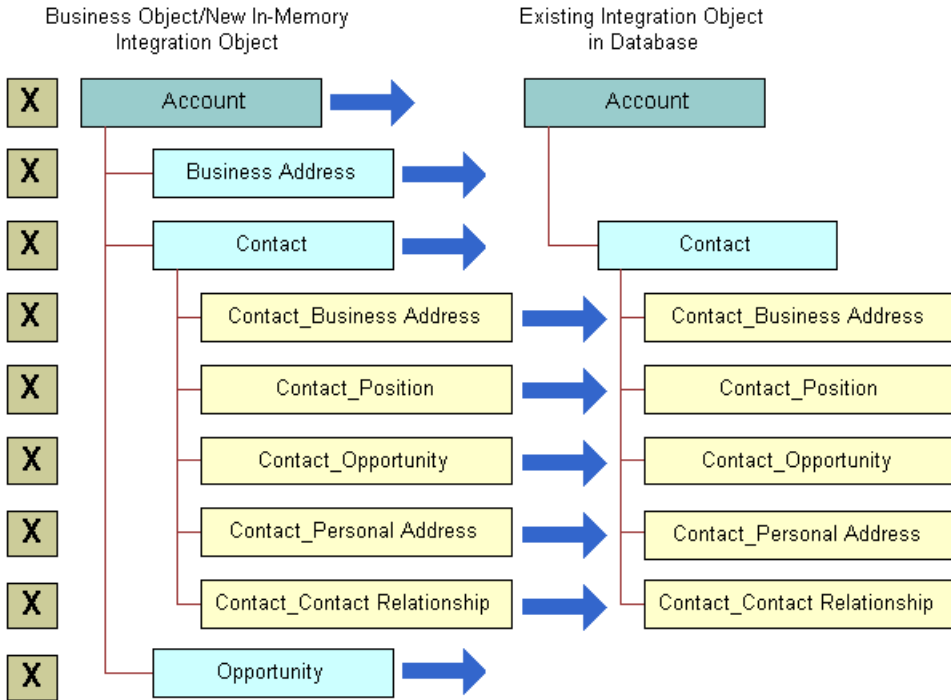 Business Object/New In-Memory
Integration Object
Existing Integration Object
in Database
X Account Account
X Business Address
X Contact Contact
X Contact_Business Address Contact_Business Address
X Contact_Position Contact_Position
X Contact_Opportunity Contact_Opportunity
X Contact_Personal Address Contact_Personal Address
X Contact_Contact Relationship Contact_Contact Relationship
X Opportunity